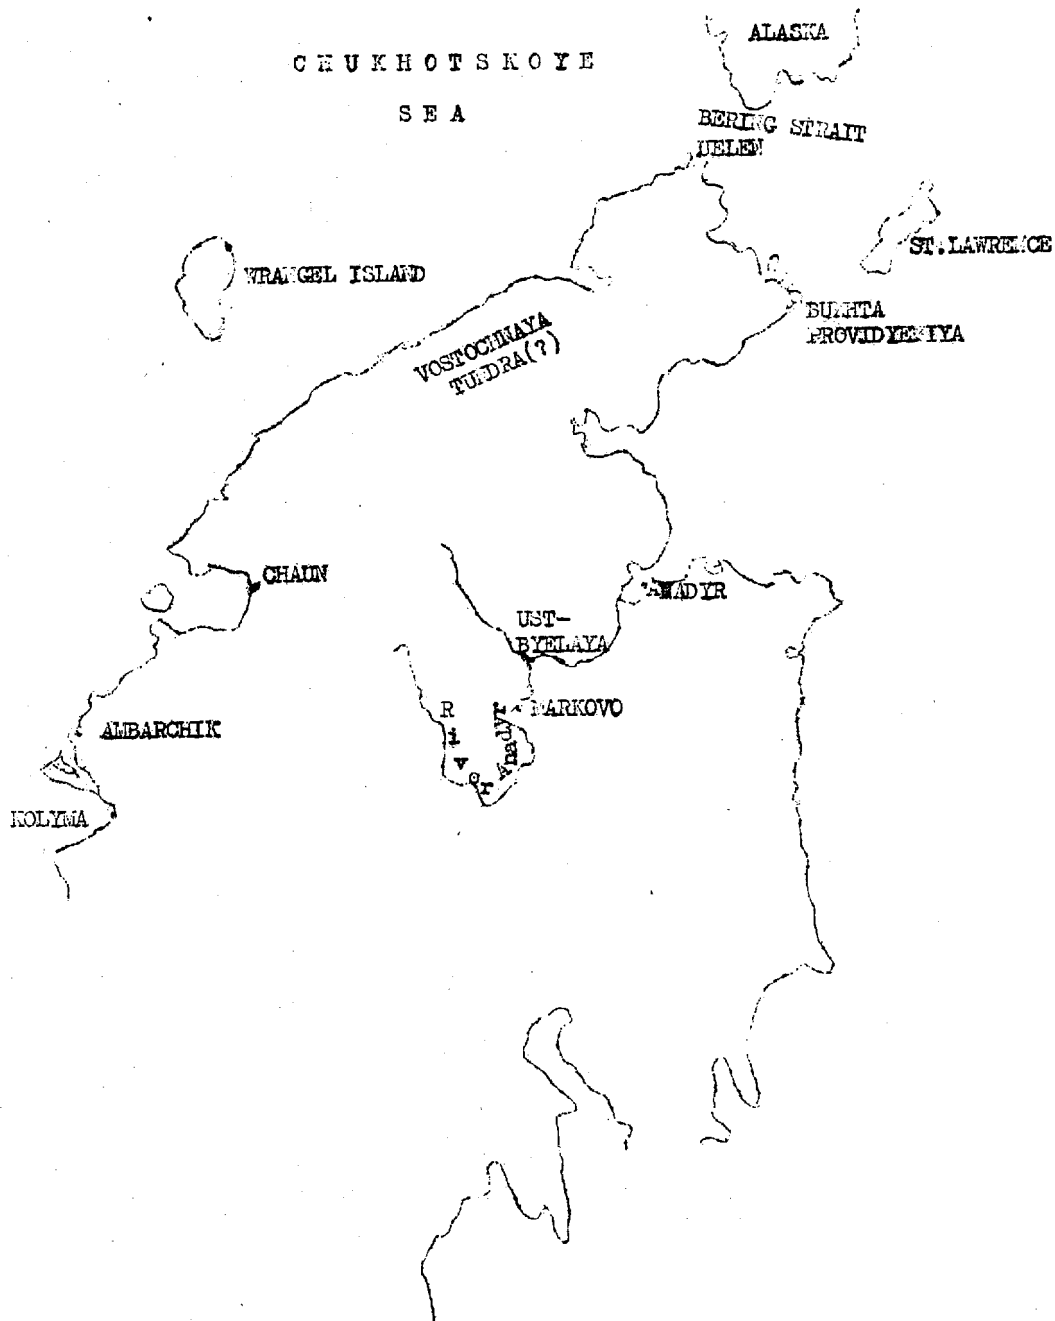 ALASKA
CHUKHOTSKOYE
SEA
BERING STRAIT
UELEN
ST.LAWRENCE
WRANGEL ISLAND
BUKHTA
PROVIDYENIYA
VOSTOCHNAYA
TUNDRA(?)
CHAUN
ANADYR
UST-
BYELAYA
MARKOVO
River Anadyr
AMBARCHIK
KOLYMA